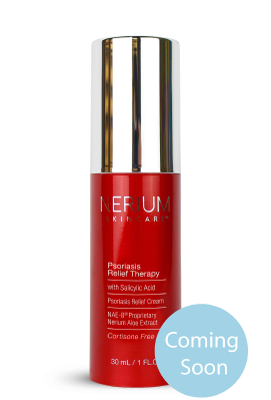 NERIUM
SKINCARE
Psoriasis
Relief Therapy
with Salicylic Acid
Psoriasis Relief Cream
NAE-8® Proprietary
Nerium Aloe Extract
Cortisone Free
30 mL / 1 FL
Coming
Soon